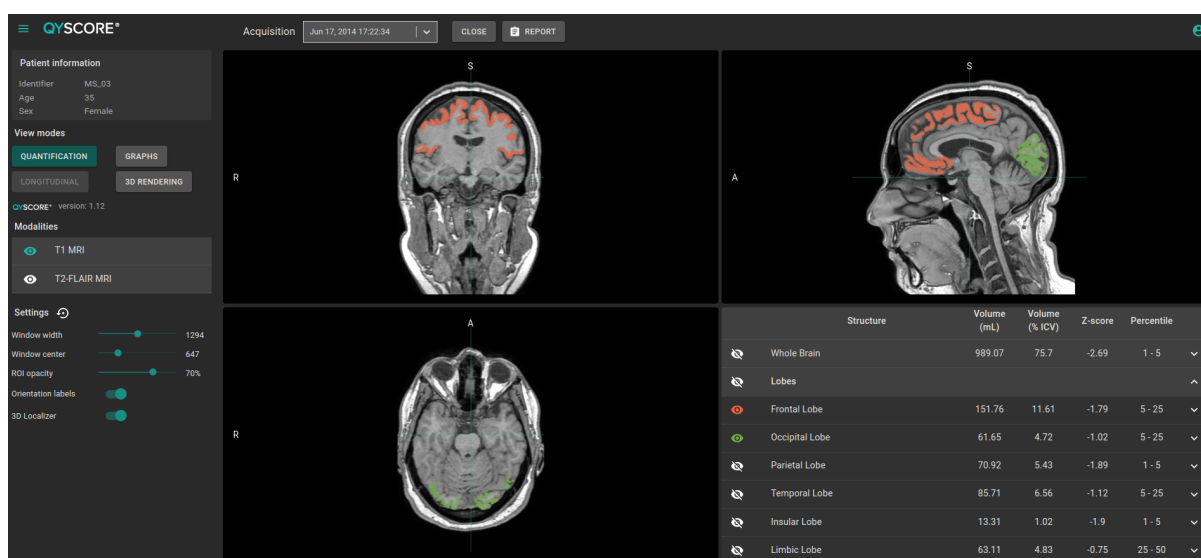 QYSCORE®
Acquisition Jun 17, 2014 17:22:34 CLOSE REPORT
Patient information
Identifier MS_03
Age 35
Sex Female
View modes
QUANTIFICATION GRAPHS
LONGITUDINAL 3D RENDERING
QYSCORE® version: 1.12
Modalities
T1 MRI
T2-FLAIR MRI
Settings
Window width 1294
Window center 647
ROI opacity 70%
Orientation labels
3D Localizer
S
R
S
A
A
R
Structure Volume (mL) Volume (% ICV) Z-score Percentile
Whole Brain 989.07 75.7 -2.69 1 - 5
Lobes
Frontal Lobe 151.76 11.61 -1.79 5 - 25
Occipital Lobe 61.65 4.72 -1.02 5 - 25
Parietal Lobe 70.92 5.43 -1.89 1 - 5
Temporal Lobe 85.71 6.56 -1.12 5 - 25
Insular Lobe 13.31 1.02 -1.9 1 - 5
Limbic Lobe 63.11 4.83 -0.75 25 - 50